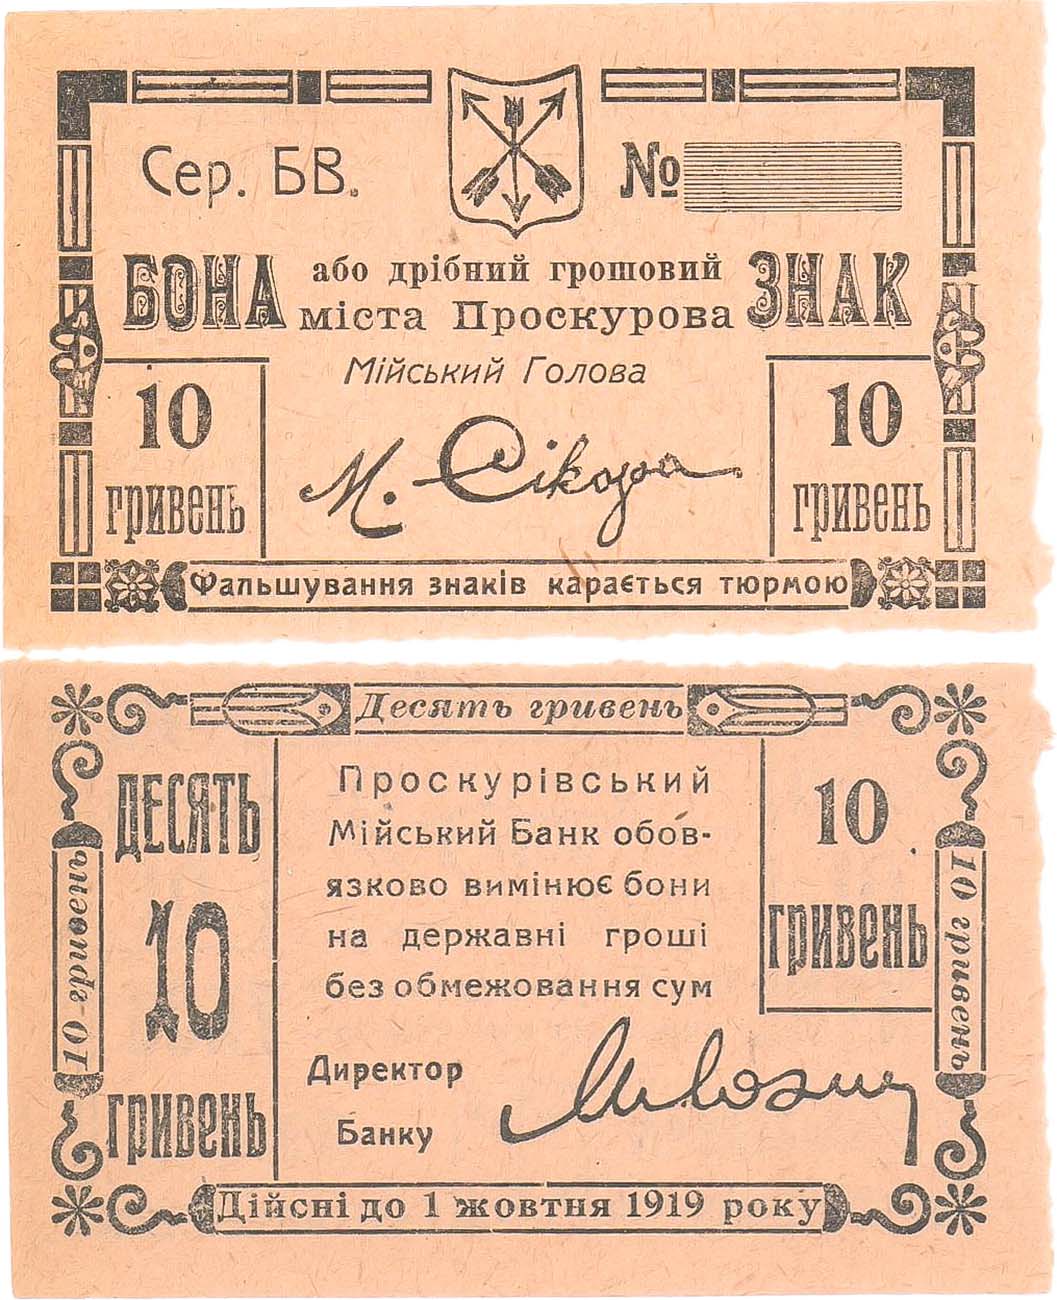 Сер. БВ. №
БОНА або дрібний грошовий ЗНАК
міста Проскурова
Мійський Голова
10 гривень
М. Сікора
10 гривень
Фальшування знаків карається тюрмою
Десять гривень
10-гривень
ДЕСЯТЬ
10
гривень
Проскурівський
Мійський Банк обов-
язково вимінює бони
на державні гроші
без обмежовання сум
Директор
Банку
10
гривень
10 гривень
Дійсні до 1 жовтня 1919 року